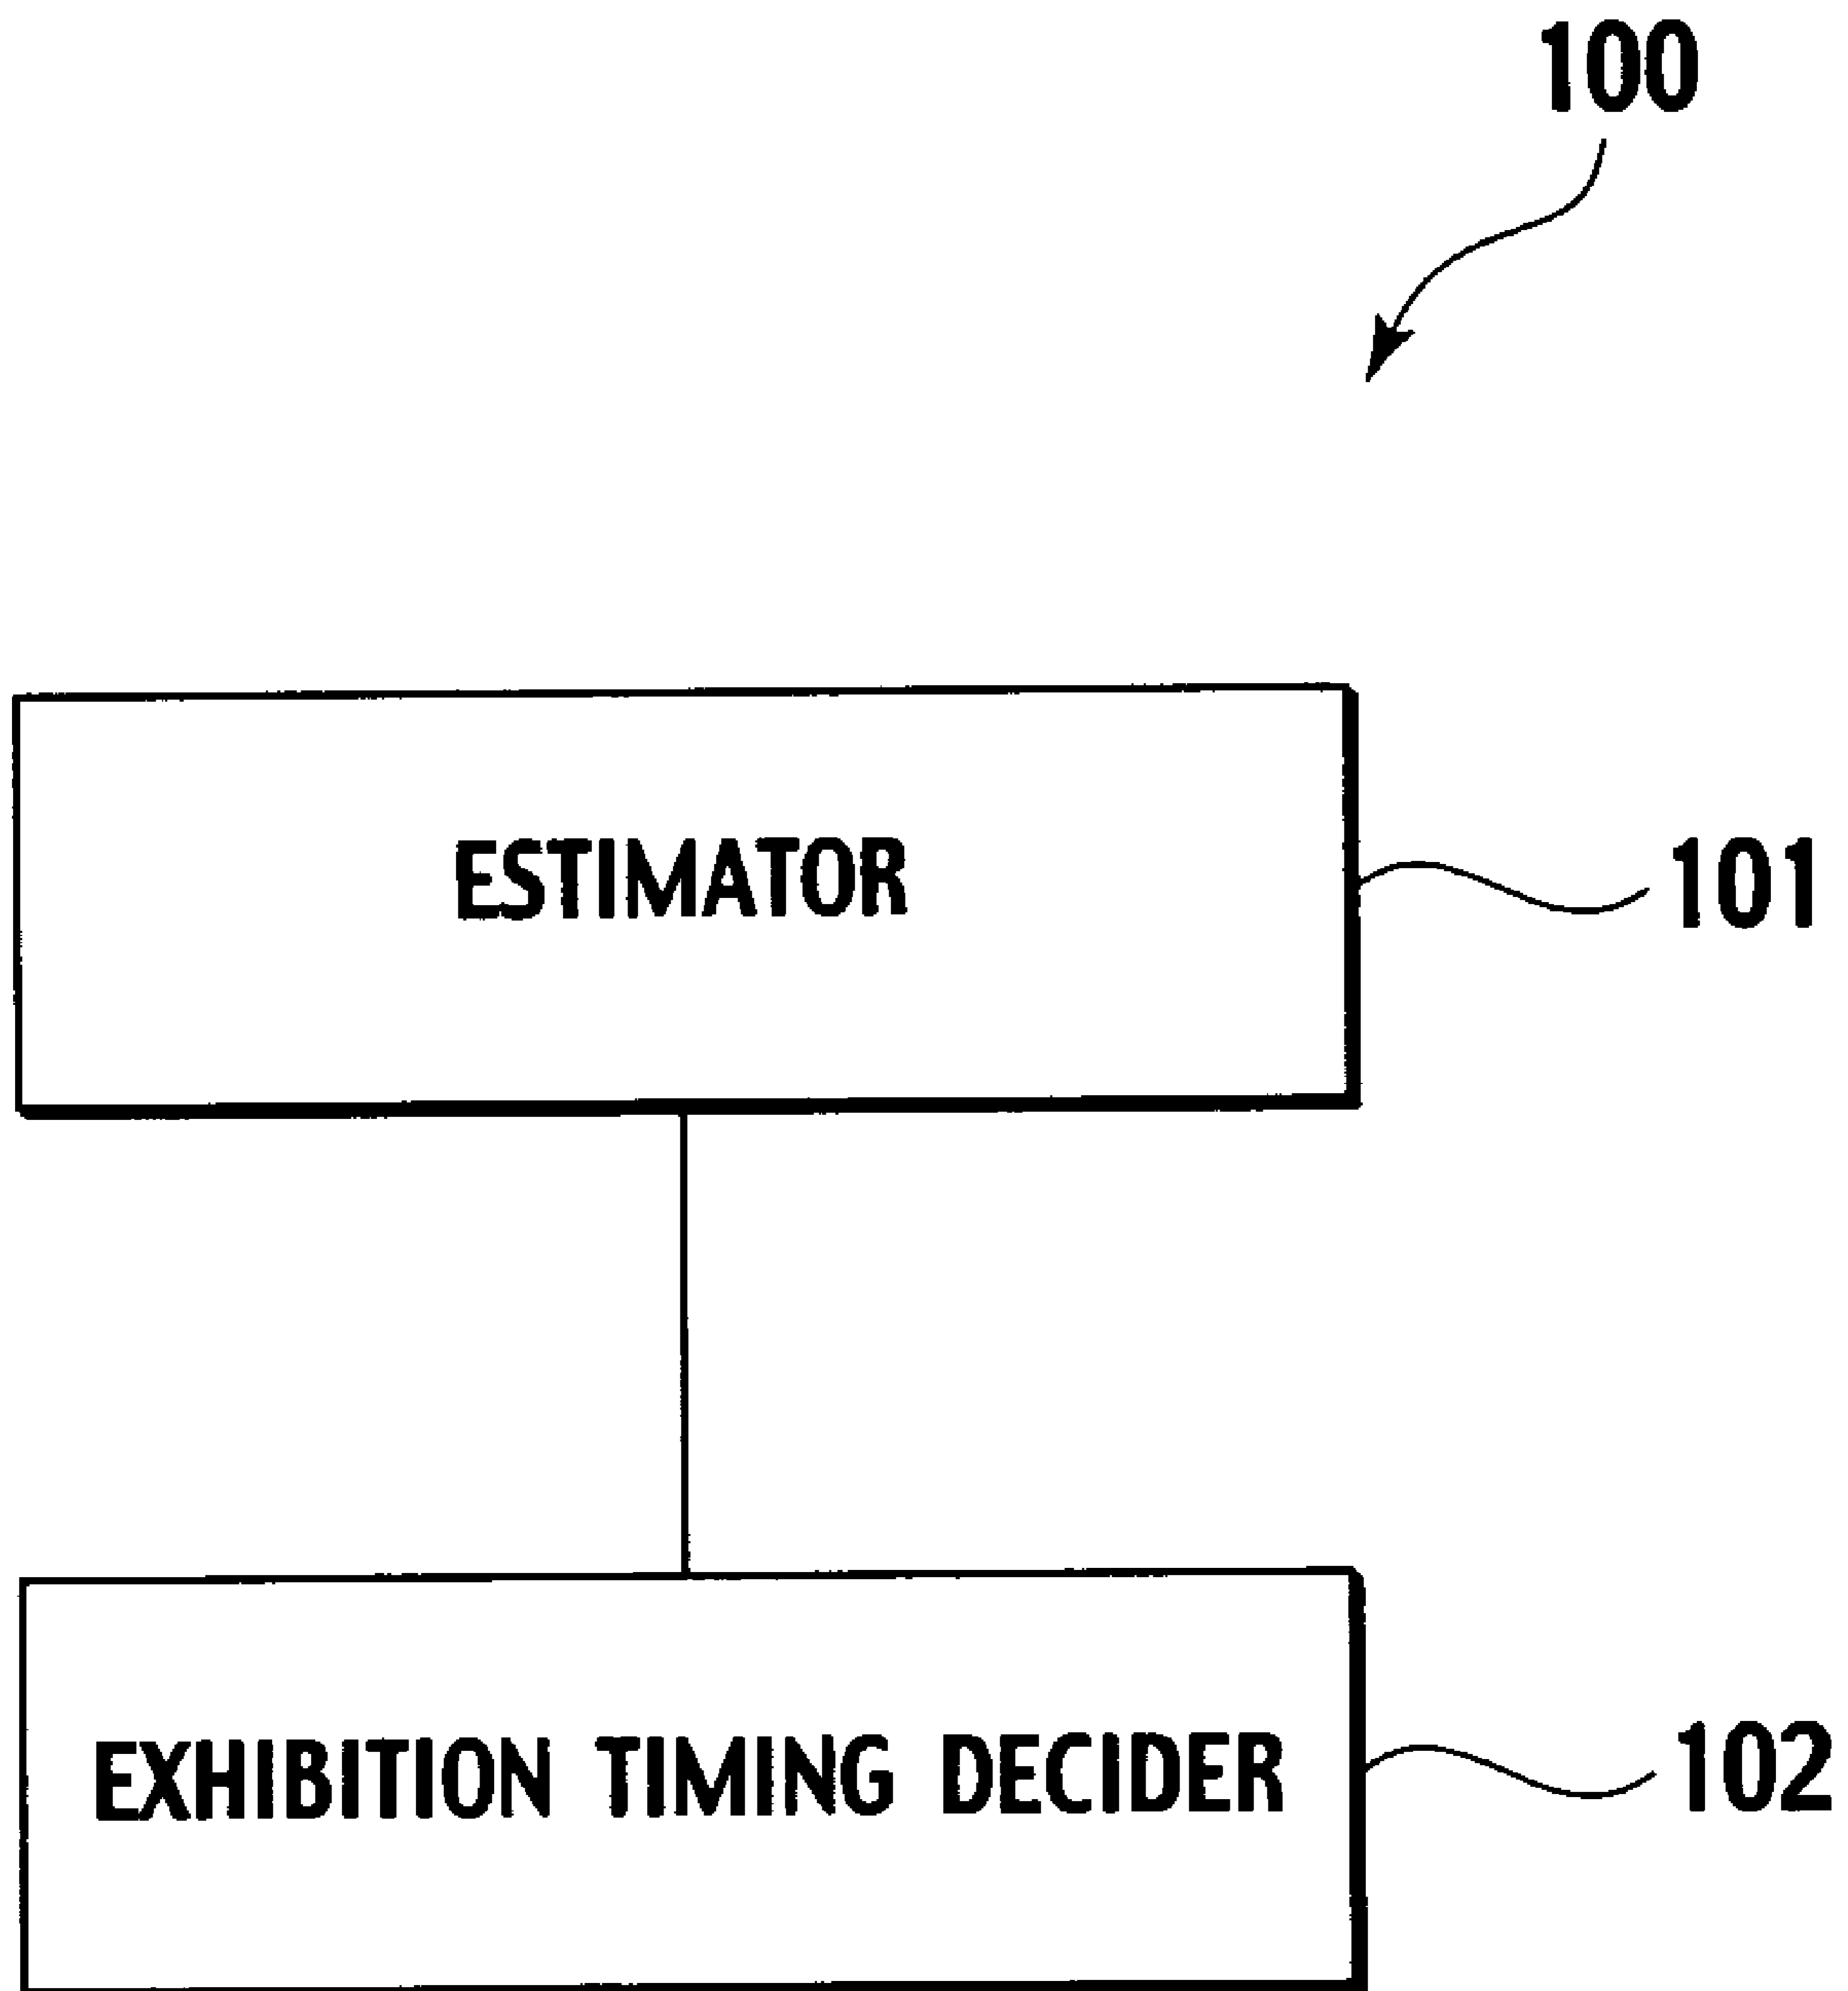 100
ESTIMATOR
101
EXHIBITION TIMING DECIDER
102